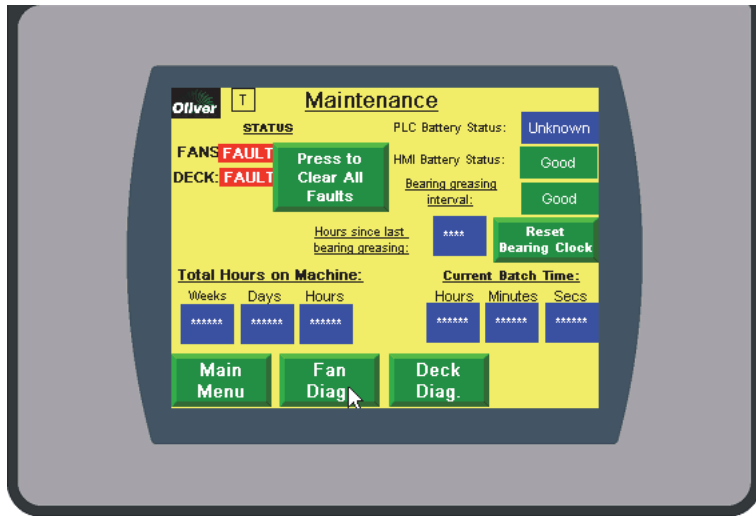 Oliver T Maintenance
STATUS
PLC Battery Status: Unknown
FANS FAULT
DECK: FAULT
Press to
Clear All
Faults
HMI Battery Status: Good
Bearing greasing
interval:
Good
Hours since last
bearing greasing:
****
Reset
Bearing Clock
Total Hours on Machine:
Weeks Days Hours
****** ****** ******
Current Batch Time:
Hours Minutes Secs
****** ****** ******
Main
Menu
Fan
Diag.
Deck
Diag.